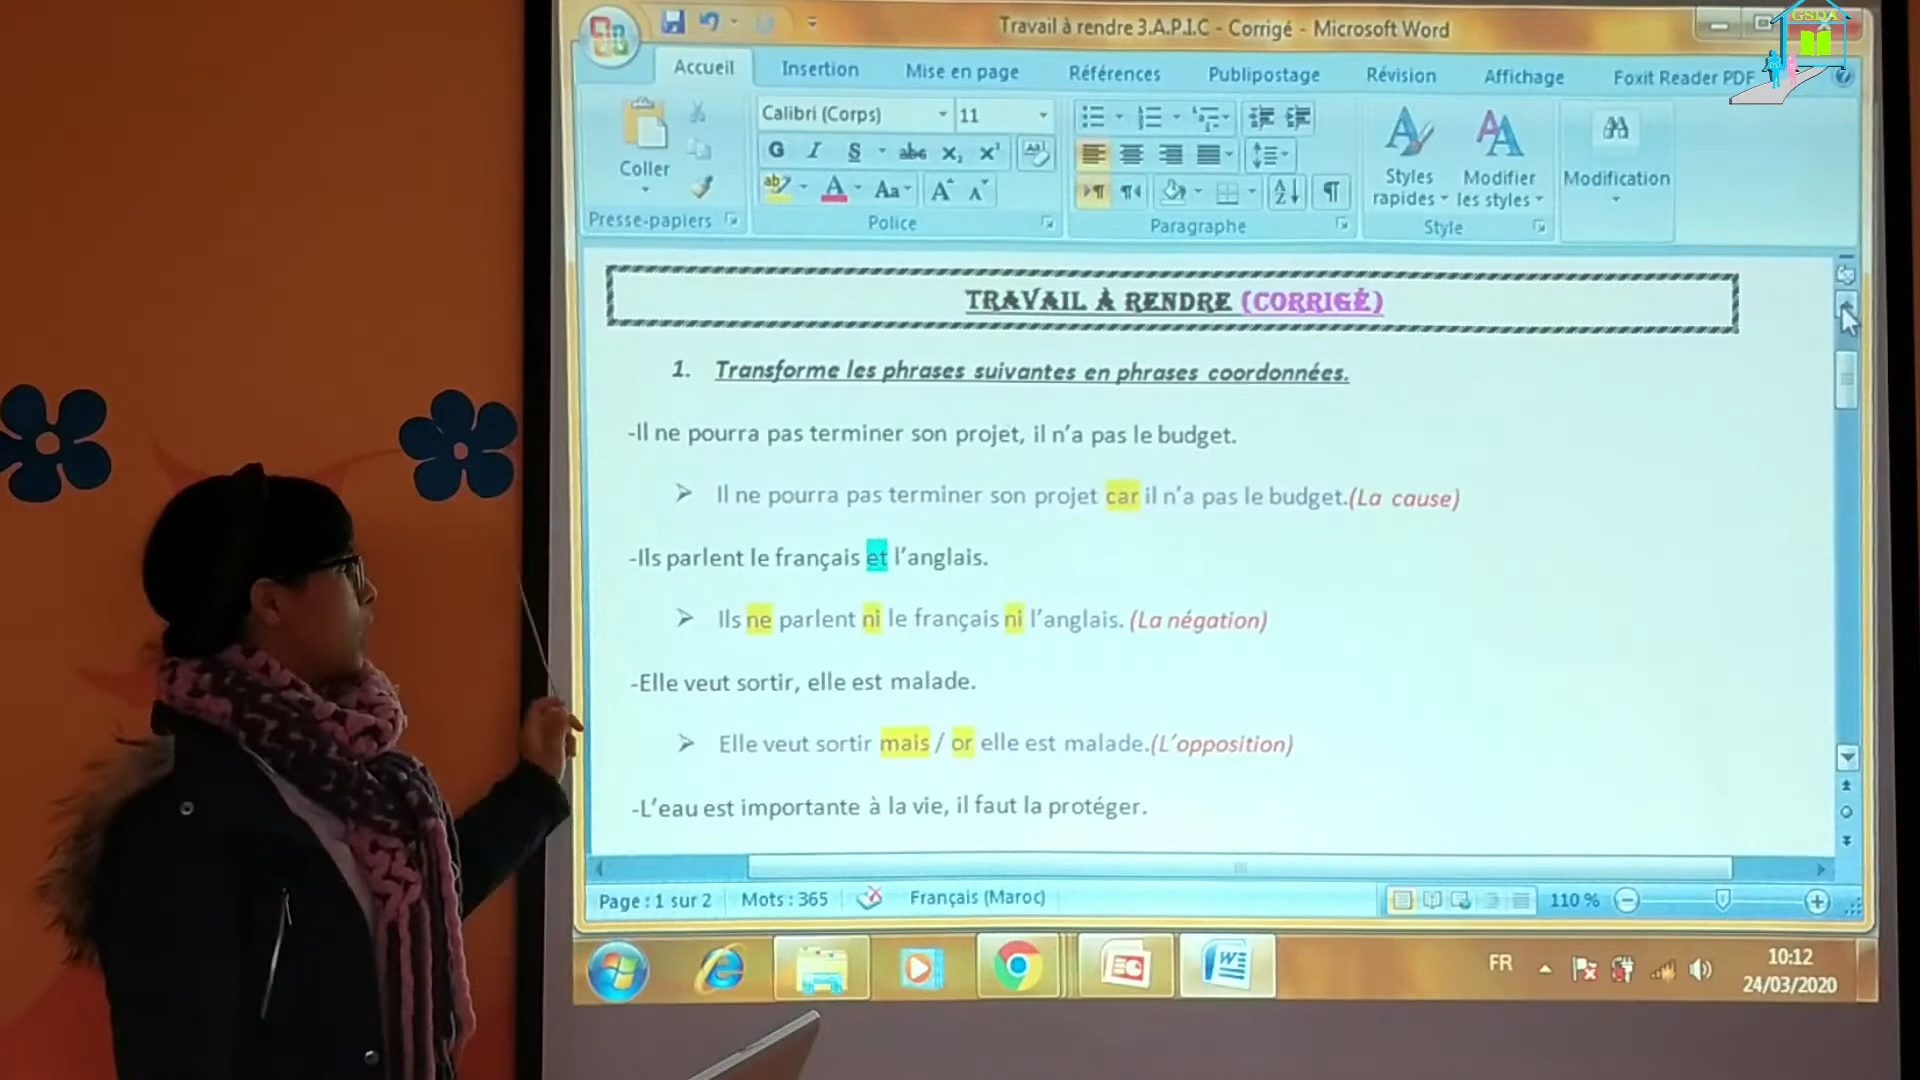 Travail à rendre 3.A.P.I.C - Corrigé - Microsoft Word
GSDA
Accueil Insertion Mise en page Références Publipostage Révision Affichage Foxit Reader PDF
Calibri (Corps) 11
Coller
G I S abc X₂ X²
ab A Aa A A
Styles rapides
Modifier les styles
Modification
Presse-papiers Police Paragraphe Style
TRAVAIL À RENDRE (CORRIGÉ)
1. Transforme les phrases suivantes en phrases coordonnées.
-Il ne pourra pas terminer son projet, il n’a pas le budget.
➢ Il ne pourra pas terminer son projet car il n’a pas le budget.(La cause)
-Ils parlent le français et l’anglais.
➢ Ils ne parlent ni le français ni l’anglais. (La négation)
-Elle veut sortir, elle est malade.
➢ Elle veut sortir mais / or elle est malade.(L’opposition)
-L’eau est importante à la vie, il faut la protéger.
Page : 1 sur 2 Mots : 365 Français (Maroc) 110 %
FR 10:12
24/03/2020